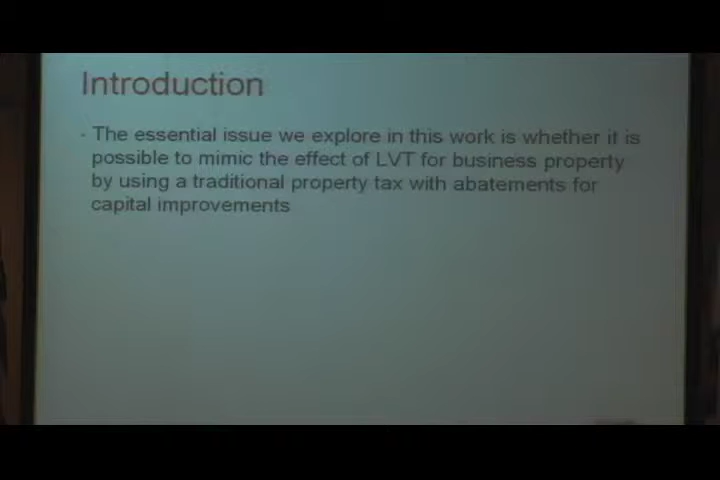 Introduction
- The essential issue we explore in this work is whether it is
possible to mimic the effect of LVT for business property
by using a traditional property tax with abatements for
capital improvements